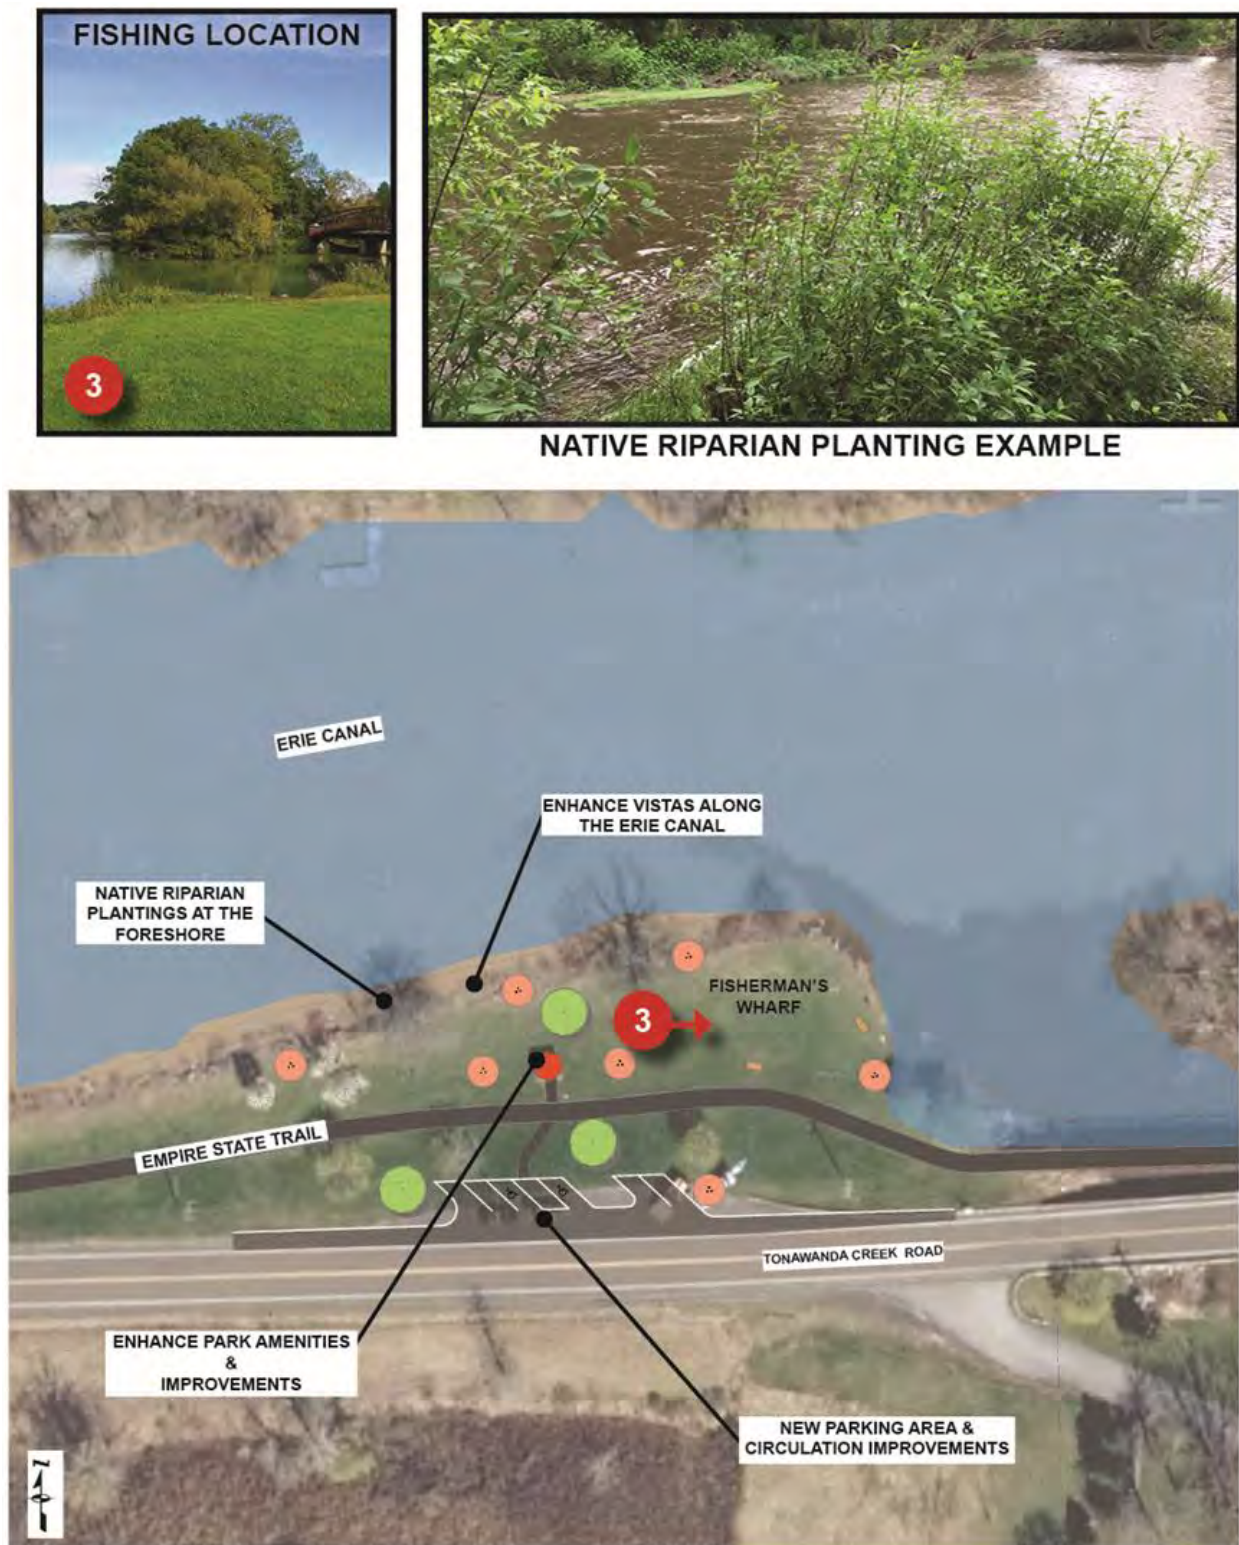 FISHING LOCATION
3
NATIVE RIPARIAN PLANTING EXAMPLE
ERIE CANAL
ENHANCE VISTAS ALONG
THE ERIE CANAL
NATIVE RIPARIAN
PLANTINGS AT THE
FORESHORE
FISHERMAN'S
WHARF
3
EMPIRE STATE TRAIL
TONAWANDA CREEK ROAD
ENHANCE PARK AMENITIES
&
IMPROVEMENTS
NEW PARKING AREA &
CIRCULATION IMPROVEMENTS
Z